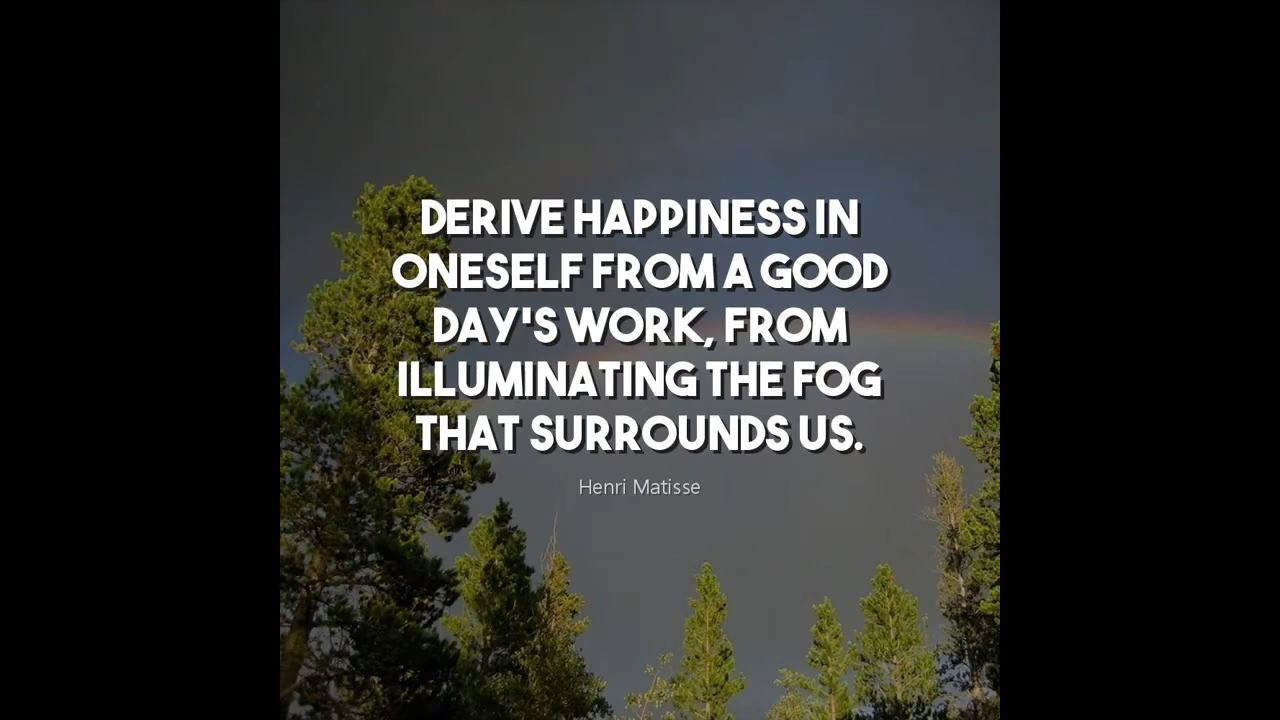 DERIVE HAPPINESS IN
ONESELF FROM A GOOD
DAY'S WORK, FROM
ILLUMINATING THE FOG
THAT SURROUNDS US.
Henri Matisse